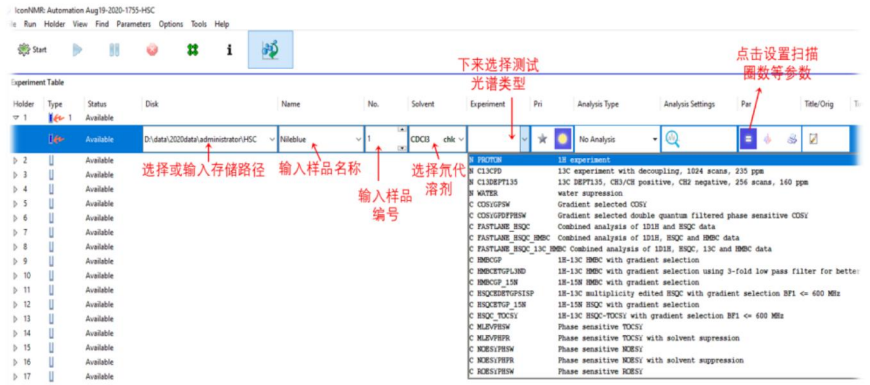 IconNMR: Automation Aug19-2020-1755-HSC
Run Holder View Find Parameters Options Tools Help
Start
下来选择测试
光谱类型
点击设置扫描
圈数等参数
Experiment Table
Holder Type Status Disk Name No. Solvent Experiment Pri Analysis Type Analysis Settings Par Title/Orig
1 1 Available
Available D:\data\2020data\administrator\HSC Nileblue 1 CDCl3 chlc No Analysis
选择或输入存储路径
输入样品名称
输入样品
编号
选择氘代
溶剂
N PROTON 1H experiment
N C13CPD 13C experiment with decoupling, 1024 scans, 235 ppm
N C13DEPT135 13C DEPT135, CH3/CH positive, CH2 negative, 256 scans, 160 ppm
N WATER water supression
C COSYGPSW Gradient selected COSY
C COSYGPDFPHSW Gradient selected double quantum filtered phase sensitive COSY
C FASTLANE_HSQC Combined analysis of 1D1H and HSQC data
C FASTLANE_HSQC_HMBC Combined analysis of 1D1H, HSQC and HMBC data
C FASTLANE_HSQC_13C_HMBC Combined analysis of 1D1H, HSQC, 13C and HMBC data
C HMBCGP 1H-13C HMBC with gradient selection
C HMBCETGPL3ND 1H-13C HMBC with gradient selection using 3-fold low pass filter for better
C HMBCGP_15N 1H-15N HMBC with gradient selection
C HSQCEDETGPSISP 1H-13C multiplicity edited HSQC with gradient selection BF1 <= 600 MHz
C HSQCETGP_15N 1H-15N HSQC with gradient selection
C HSQC_TOCSY 1H-13C HSQC-TOCSY with gradient selection BF1 <= 600 MHz
C MLEVPHSW Phase sensitive TOCSY
C MLEVPHPR Phase sensitive TOCSY with solvent supression
C NOESYPHSW Phase sensitive NOESY
C NOESYPHPR Phase sensitive NOESY with solvent suppression
C ROESYPHSW Phase sensitive ROESY
2 Available
3 Available
4 Available
5 Available
6 Available
7 Available
8 Available
9 Available
10 Available
11 Available
12 Available
13 Available
14 Available
15 Available
16 Available
17 Available